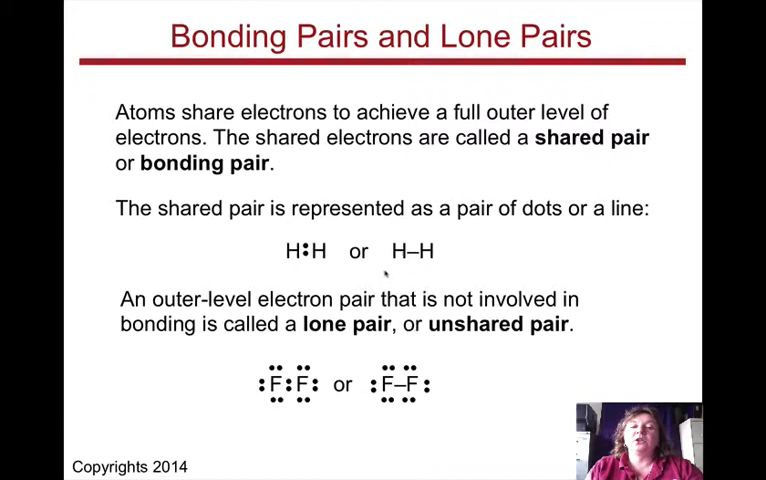 Bonding Pairs and Lone Pairs
Atoms share electrons to achieve a full outer level of
electrons. The shared electrons are called a shared pair
or bonding pair.
The shared pair is represented as a pair of dots or a line:
H:H or H–H
An outer-level electron pair that is not involved in
bonding is called a lone pair, or unshared pair.
:F:F: or :F–F:
Copyrights 2014